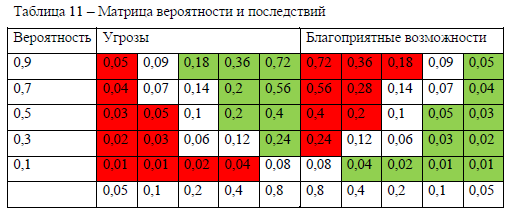 Таблица 11 – Матрица вероятности и последствий
Вероятность Угрозы Благоприятные возможности
0,9 0,05 0,09 0,18 0,36 0,72 0,72 0,36 0,18 0,09 0,05
0,7 0,04 0,07 0,14 0,2 0,56 0,56 0,28 0,14 0,07 0,04
0,5 0,03 0,05 0,1 0,2 0,4 0,4 0,2 0,1 0,05 0,03
0,3 0,02 0,03 0,06 0,12 0,24 0,24 0,12 0,06 0,03 0,02
0,1 0,01 0,01 0,02 0,04 0,08 0,08 0,04 0,02 0,01 0,01
0,05 0,1 0,2 0,4 0,8 0,8 0,4 0,2 0,1 0,05